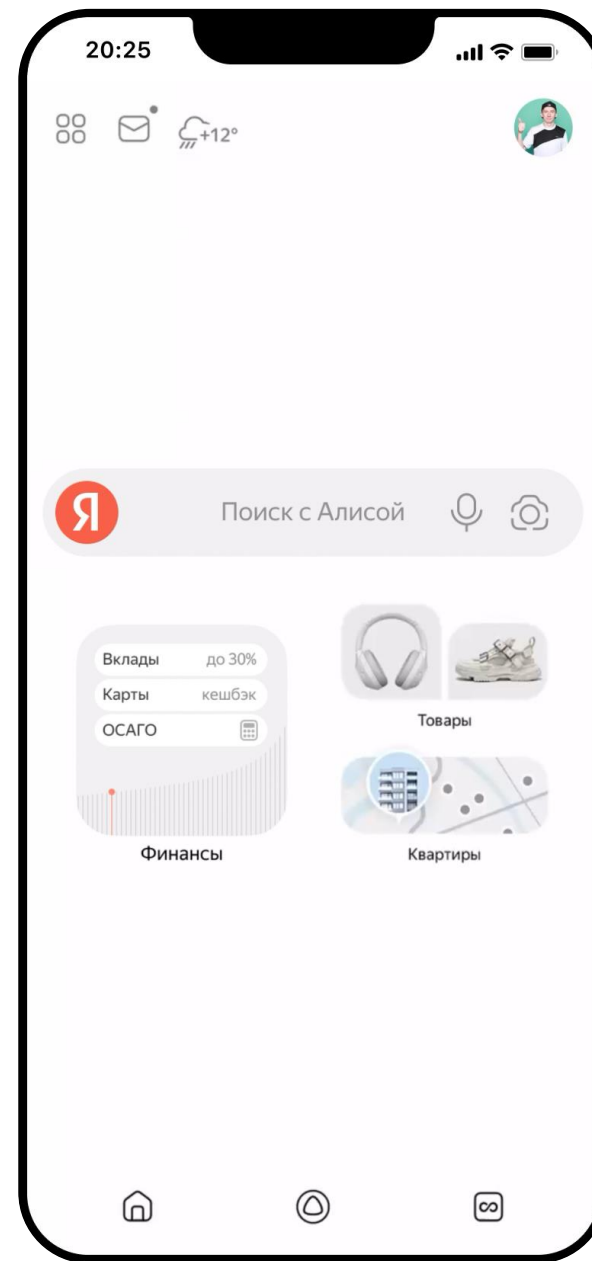 20:25
+12°
Я
Поиск с Алисой
Вклады до 30%
Карты кешбэк
ОСАГО
Товары
Финансы
Квартиры